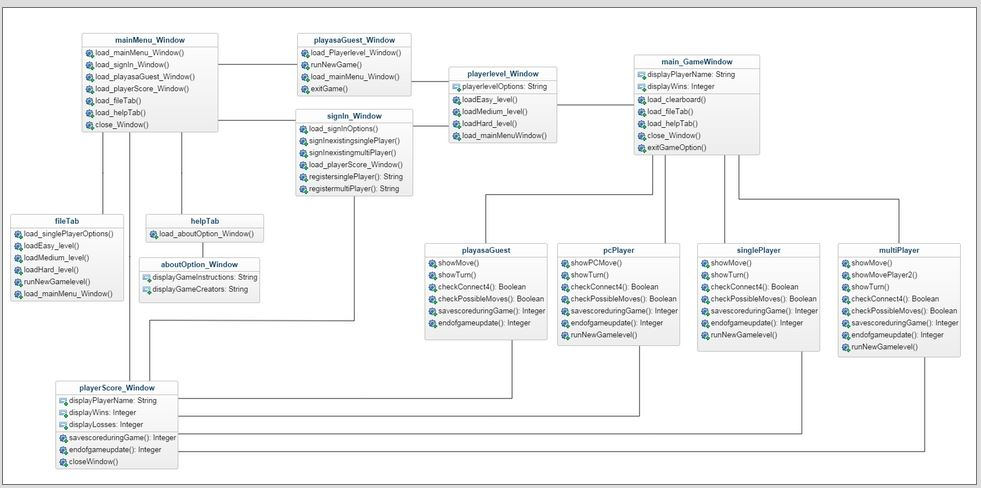 mainMenu_Window
load_mainMenu_Window()
load_signIn_Window()
load_playasaGuest_Window()
load_playerScore_Window()
load_fileTab()
load_helpTab()
close_Window()
playasaGuest_Window
load_Playerlevel_Window()
runNewGame()
load_mainMenu_Window()
exitGame()
signIn_Window
load_signInOptions()
signInexistingsinglePlayer()
signInexistingmultiPlayer()
load_playerScore_Window()
registersinglePlayer(): String
registermultiPlayer(): String
playerlevel_Window
playerlevelOptions: String
loadEasy_level()
loadMedium_level()
loadHard_level()
load_mainMenuWindow()
main_GameWindow
displayPlayerName: String
displayWins: Integer
load_clearboard()
load_fileTab()
load_helpTab()
close_Window()
exitGameOption()
fileTab
load_singlePlayerOptions()
loadEasy_level()
loadMedium_level()
loadHard_level()
runNewGamelevel()
load_mainMenu_Window()
helpTab
load_aboutOption_Window()
aboutOption_Window
displayGameInstructions: String
displayGameCreators: String
playasaGuest
showMove()
showTurn()
checkConnect4(): Boolean
checkPossibleMoves(): Boolean
savescoreduringGame(): Integer
endofgameupdate(): Integer
pcPlayer
showPCMove()
showTurn()
checkConnect4(): Boolean
checkPossibleMoves(): Boolean
savescoreduringGame(): Integer
endofgameupdate(): Integer
runNewGamelevel()
singlePlayer
showMove()
showTurn()
checkConnect4(): Boolean
checkPossibleMoves(): Boolean
savescoreduringGame(): Integer
endofgameupdate(): Integer
runNewGamelevel()
multiPlayer
showMove()
showMovePlayer2()
showTurn()
checkConnect4(): Boolean
checkPossibleMoves(): Boolean
savescoreduringGame(): Integer
endofgameupdate(): Integer
runNewGamelevel()
playerScore_Window
displayPlayerName: String
displayWins: Integer
displayLosses: Integer
savescoreduringGame(): Integer
endofgameupdate(): Integer
closeWindow()